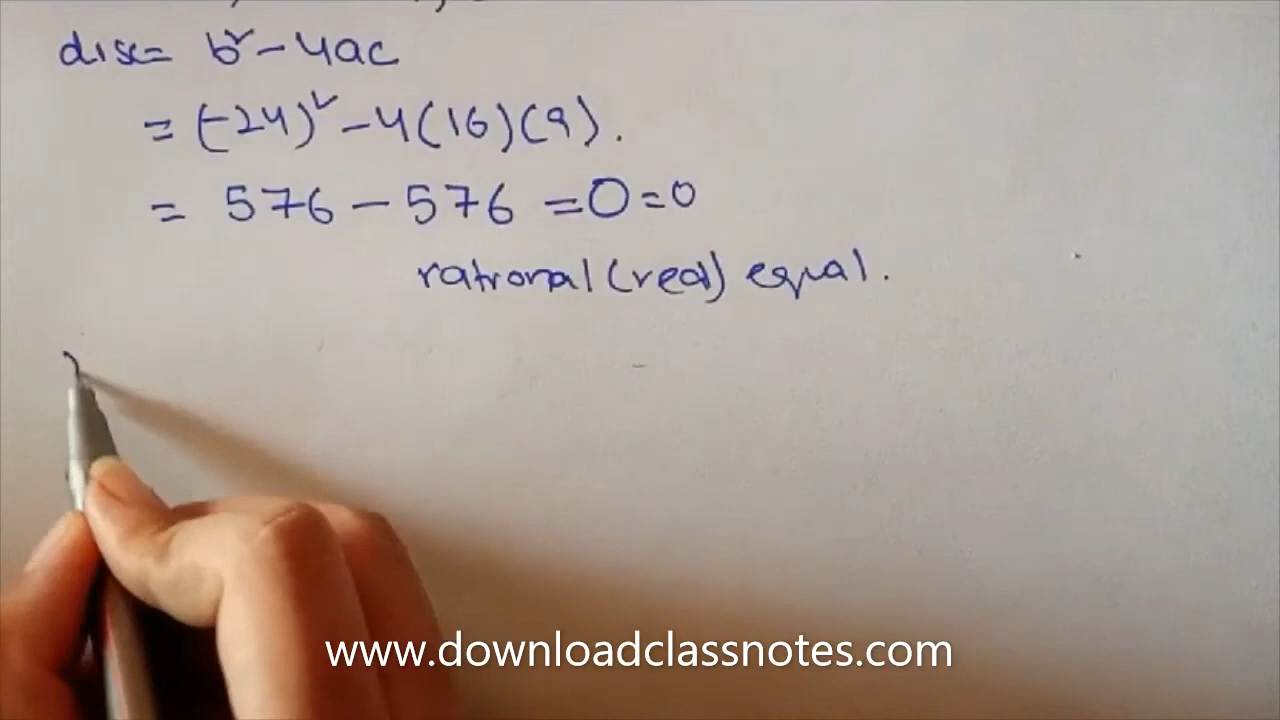 disc= b² - 4ac
= (-24)² - 4(16)(9).
= 576 - 576 = 0 = 0
rational (real) equal.
www.downloadclassnotes.com